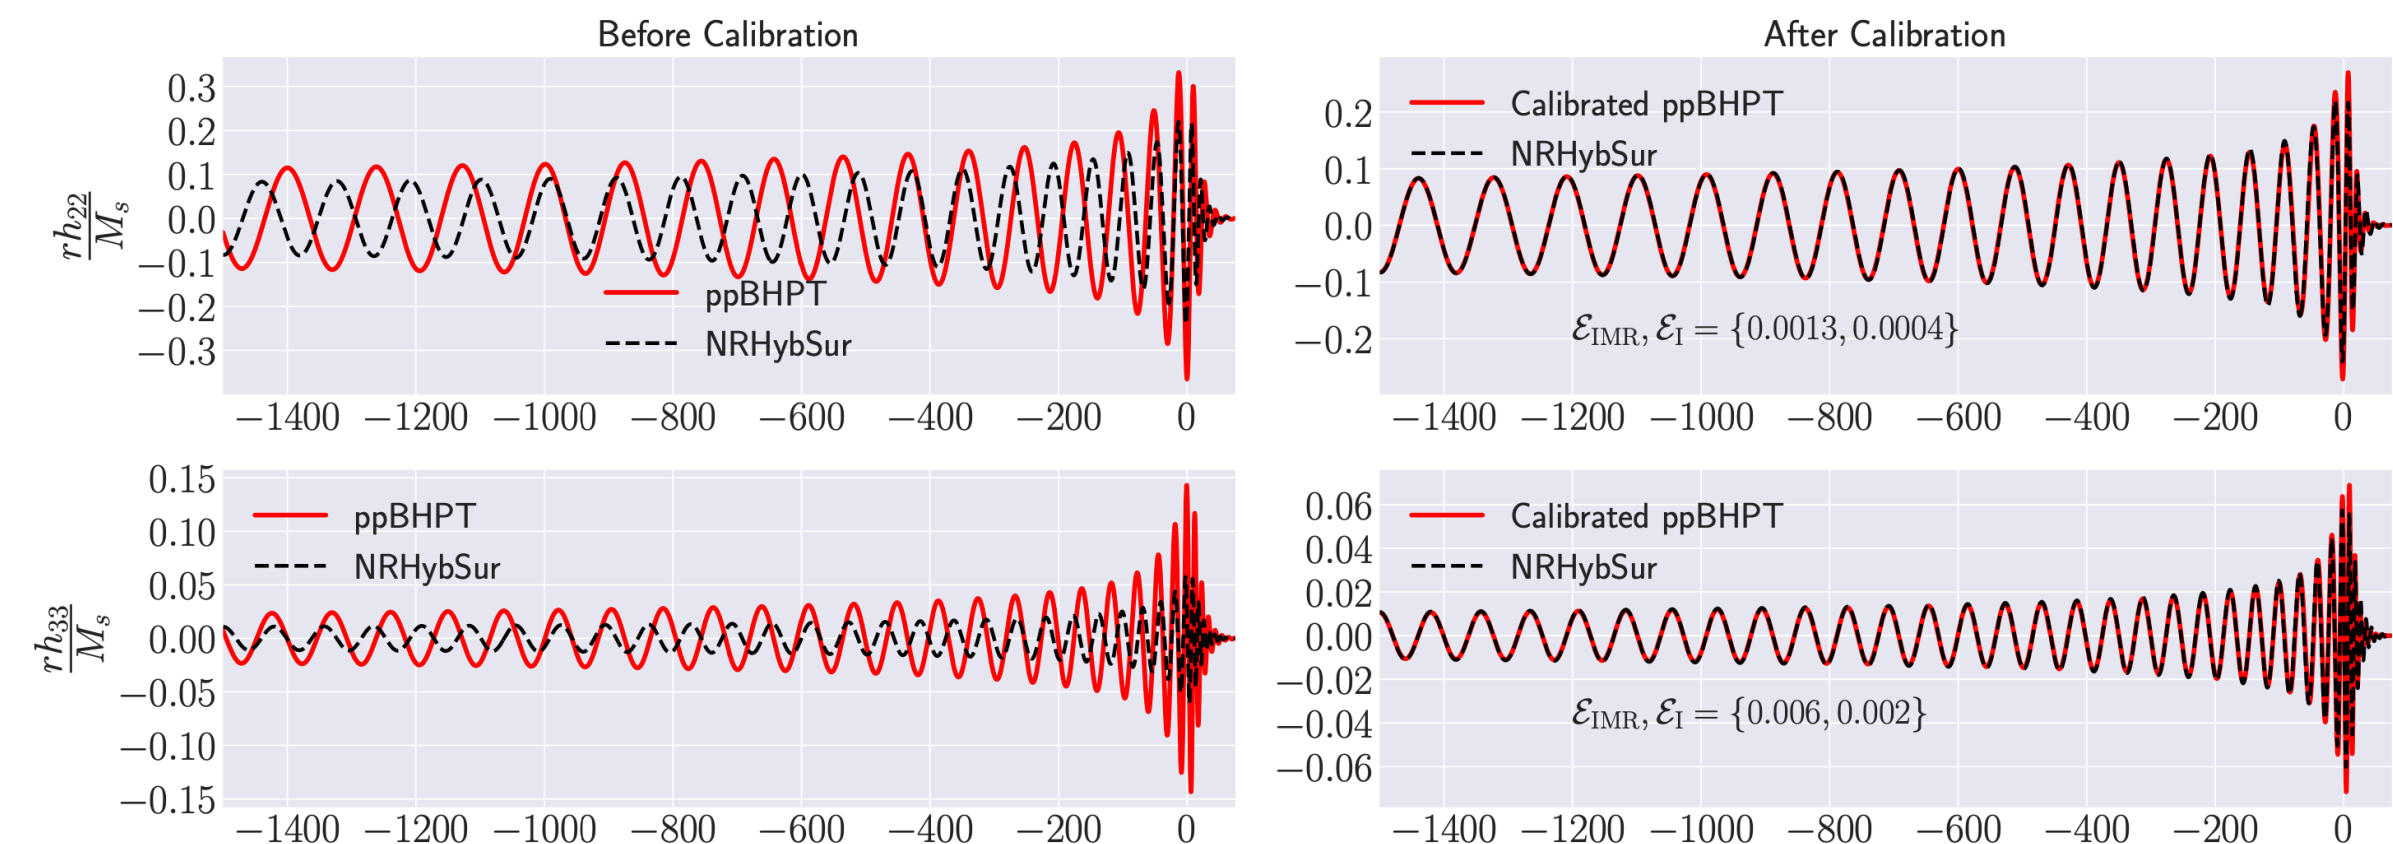 Before Calibration
0.3
0.2
0.1
0.0
−0.1
−0.2
−0.3
rh22
Ms
ppBHPT
NRHybSur
−1400 −1200 −1000 −800 −600 −400 −200 0
After Calibration
0.2
0.1
0.0
−0.1
−0.2
Calibrated ppBHPT
NRHybSur
ℰIMR, ℰI = {0.0013, 0.0004}
−1400 −1200 −1000 −800 −600 −400 −200 0
0.15
0.10
0.05
0.00
−0.05
−0.10
−0.15
rh33
Ms
ppBHPT
NRHybSur
−1400 −1200 −1000 −800 −600 −400 −200 0
0.06
0.04
0.02
0.00
−0.02
−0.04
−0.06
Calibrated ppBHPT
NRHybSur
ℰIMR, ℰI = {0.006, 0.002}
−1400 −1200 −1000 −800 −600 −400 −200 0